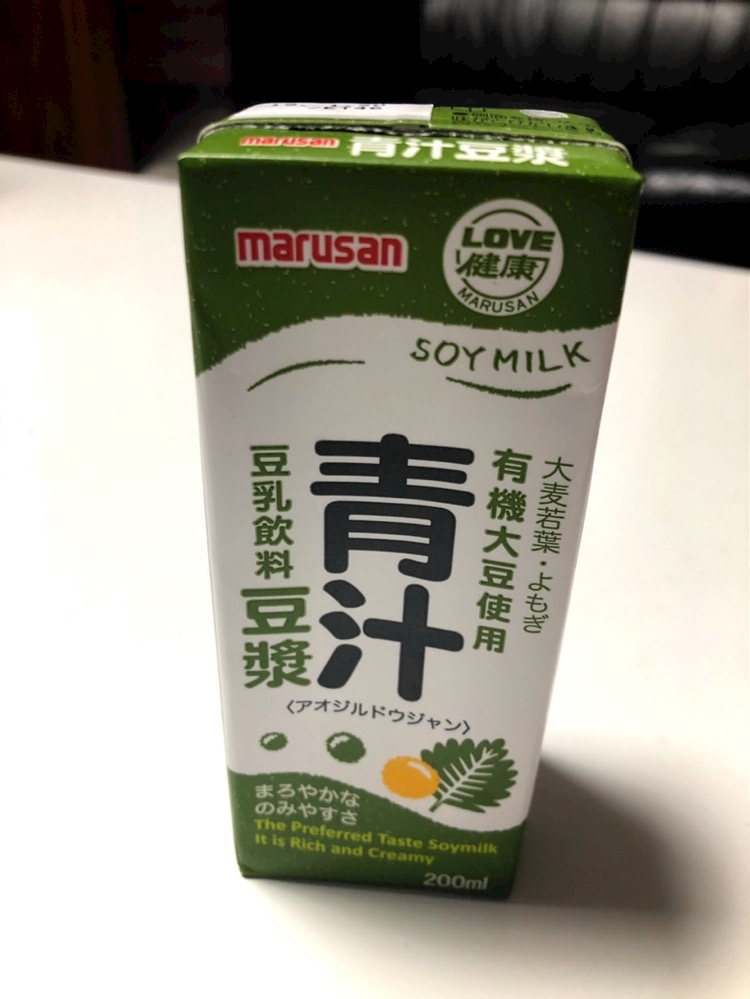 marusan 青汁豆漿
marusan
LOVE
健康
MARUSAN
SOY MILK
大麦若葉・よもぎ
有機大豆使用
青汁
豆乳飲料
豆漿
〈アオジルドウジャン〉
まろやかな
のみやすさ
The Preferred Taste Soymilk
It is Rich and Creamy
200ml